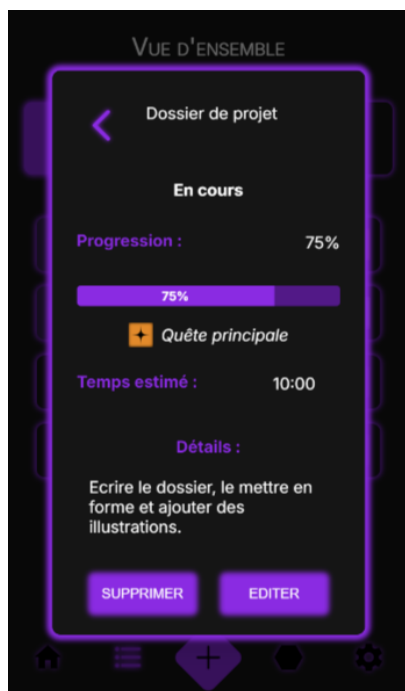 VUE D'ENSEMBLE
Dossier de projet
En cours
Progression : 75%
75%
Quête principale
Temps estimé : 10:00
Détails :
Ecrire le dossier, le mettre en
forme et ajouter des
illustrations.
SUPPRIMER EDITER